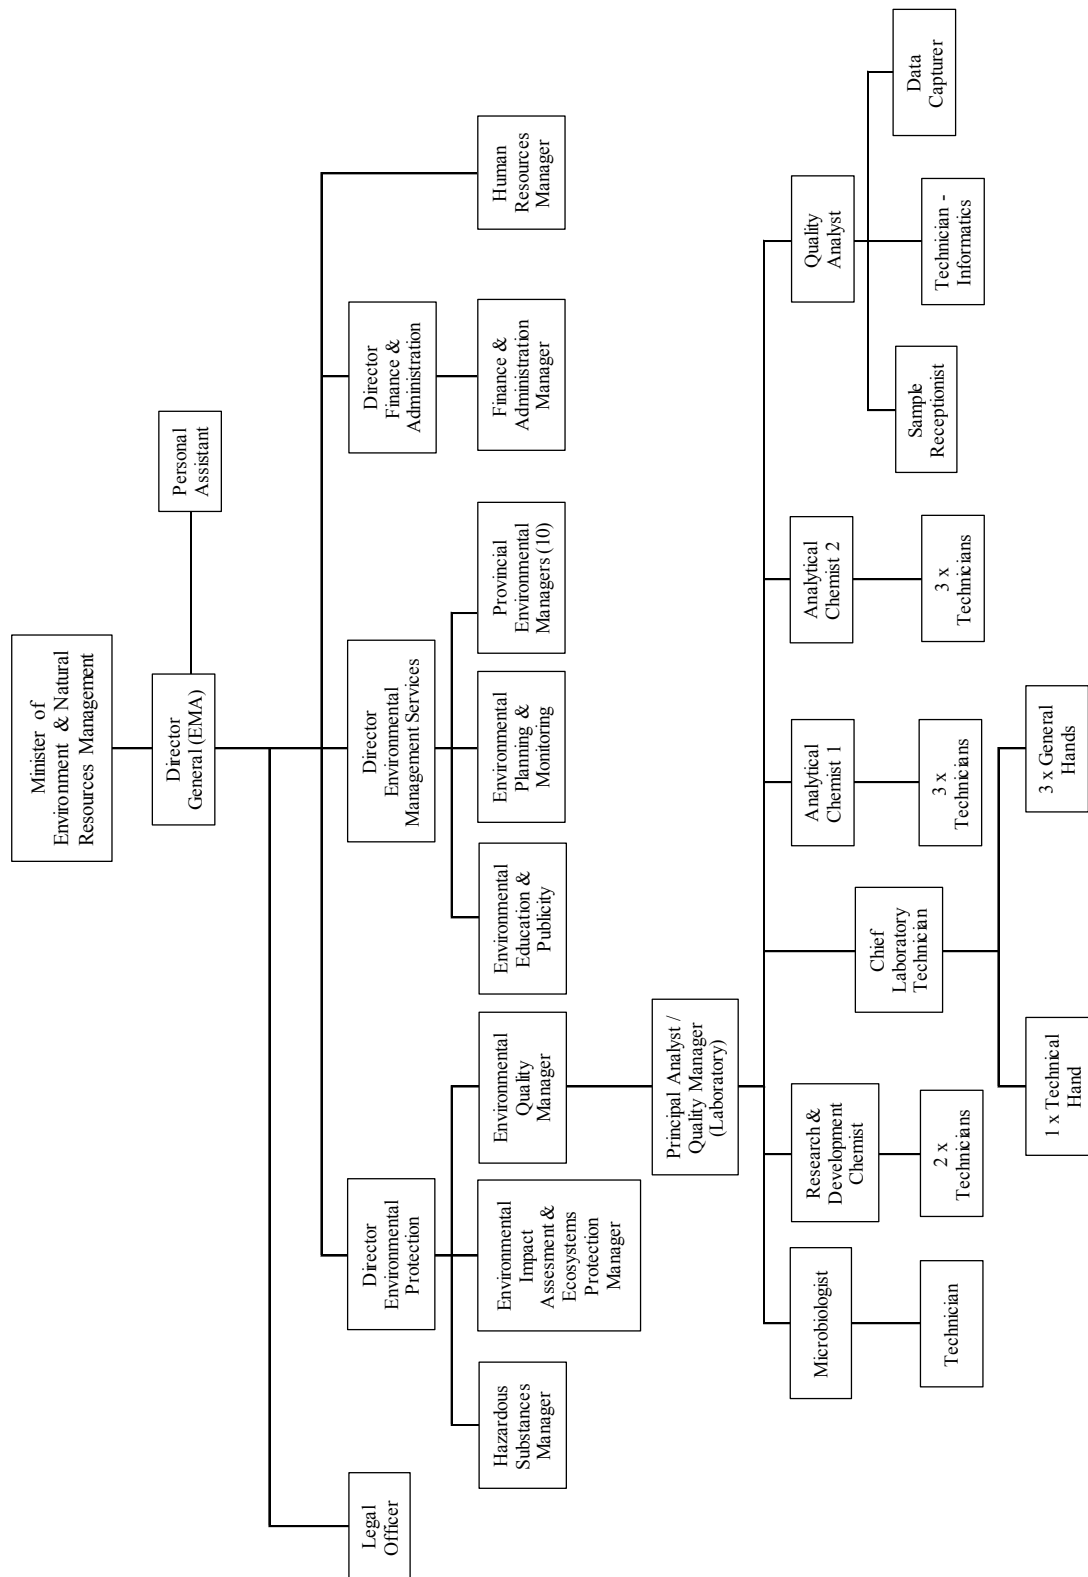 Minister of
Environment & Natural
Resources Management
Director
General (EMA)
Personal
Assistant
Legal
Officer
Director
Environmental
Protection
Director
Environmental
Management Services
Director
Finance &
Administration
Hazardous
Substances
Manager
Environmental
Impact
Assesment &
Ecosystems
Protection
Manager
Environmental
Quality
Manager
Environmental
Education &
Publicity
Environmental
Planning &
Monitoring
Provincial
Environmental
Managers (10)
Finance &
Administration
Manager
Human
Resources
Manager
Principal Analyst /
Quality Manager
(Laboratory)
Microbiologist
Research &
Development
Chemist
Chief
Laboratory
Technician
Analytical
Chemist 1
Analytical
Chemist 2
Quality
Analyst
Technician
2 x
Technicians
3 x
Technicians
3 x
Technicians
Sample
Receptionist
Technician -
Informatics
Data
Capturer
1 x Technical
Hand
3 x General
Hands